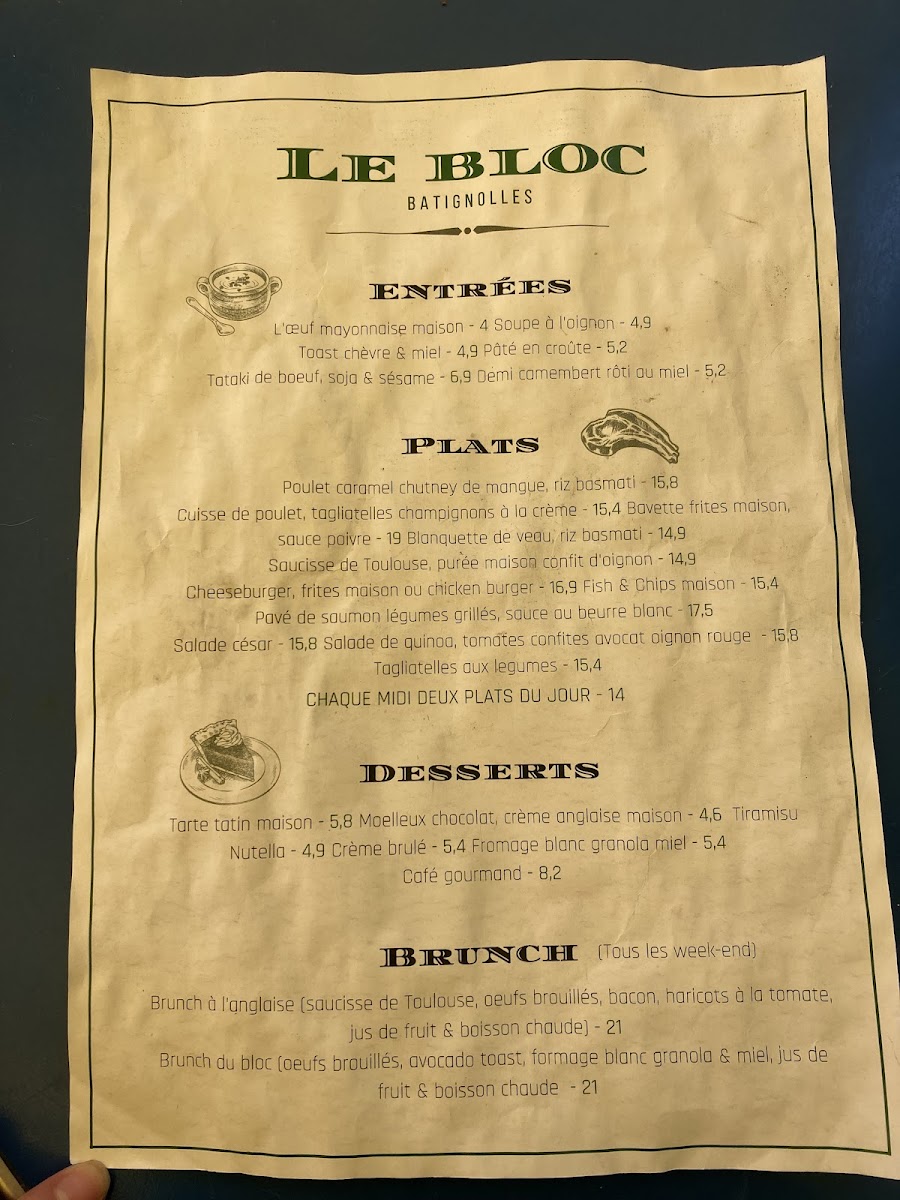 LE BLOC
BATIGNOLLES
ENTRÉES
L'œuf mayonnaise maison - 4 Soupe à l'oignon - 4,9
Toast chèvre & miel - 4,9 Pâté en croûte - 5,2
Tataki de boeuf, soja & sésame - 6,9 Demi camembert rôti au miel - 5,2
PLATS
Poulet caramel chutney de mangue, riz basmati - 15,8
Cuisse de poulet, tagliatelles champignons à la crème - 15,4 Bavette frites maison,
sauce poivre - 19 Blanquette de veau, riz basmati - 14,9
Saucisse de Toulouse, purée maison confit d'oignon - 14,9
Cheeseburger, frites maison ou chicken burger - 16,9 Fish & Chips maison - 15,4
Pavé de saumon légumes grillés, sauce au beurre blanc - 17,5
Salade césar - 15,8 Salade de quinoa, tomates confites avocat oignon rouge - 15,8
Tagliatelles aux legumes - 15,4
CHAQUE MIDI DEUX PLATS DU JOUR - 14
DESSERTS
Tarte tatin maison - 5,8 Moelleux chocolat, crème anglaise maison - 4,6 Tiramisu
Nutella - 4,9 Crème brulé - 5,4 Fromage blanc granola miel - 5,4
Café gourmand - 8,2
BRUNCH (Tous les week-end)
Brunch à l'anglaise (saucisse de Toulouse, oeufs brouillés, bacon, haricots à la tomate,
jus de fruit & boisson chaude) - 21
Brunch du bloc (oeufs brouillés, avocado toast, formage blanc granola & miel, jus de
fruit & boisson chaude - 21